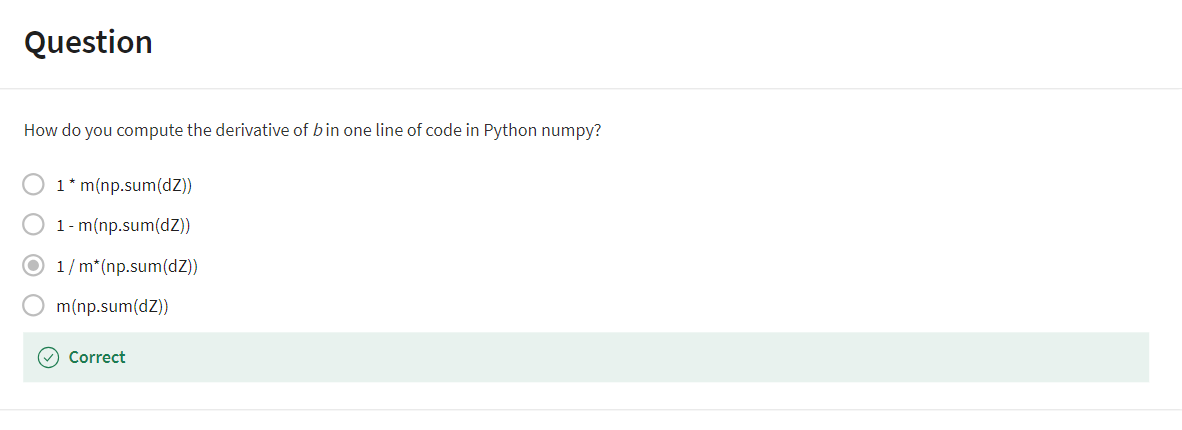 Question
How do you compute the derivative of b in one line of code in Python numpy?
1 * m(np.sum(dZ))
1 - m(np.sum(dZ))
1 / m*(np.sum(dZ))
m(np.sum(dZ))
Correct